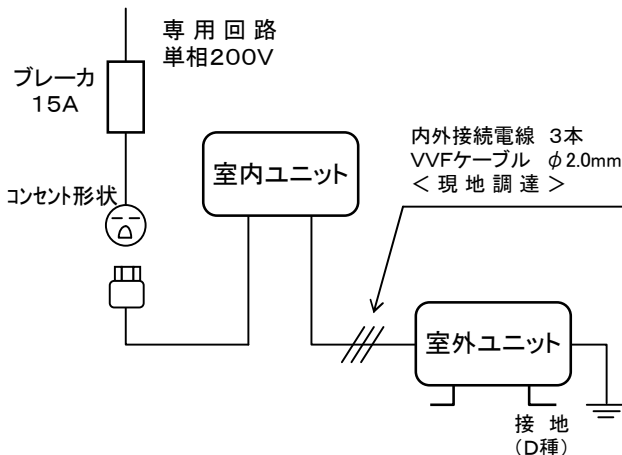 専用回路
単相200V
ブレーカ
15A
コンセント形状
室内ユニット
内外接続電線 3本
VVFケーブル φ2.0mm
<現地調達>
室外ユニット
接地
(D種)